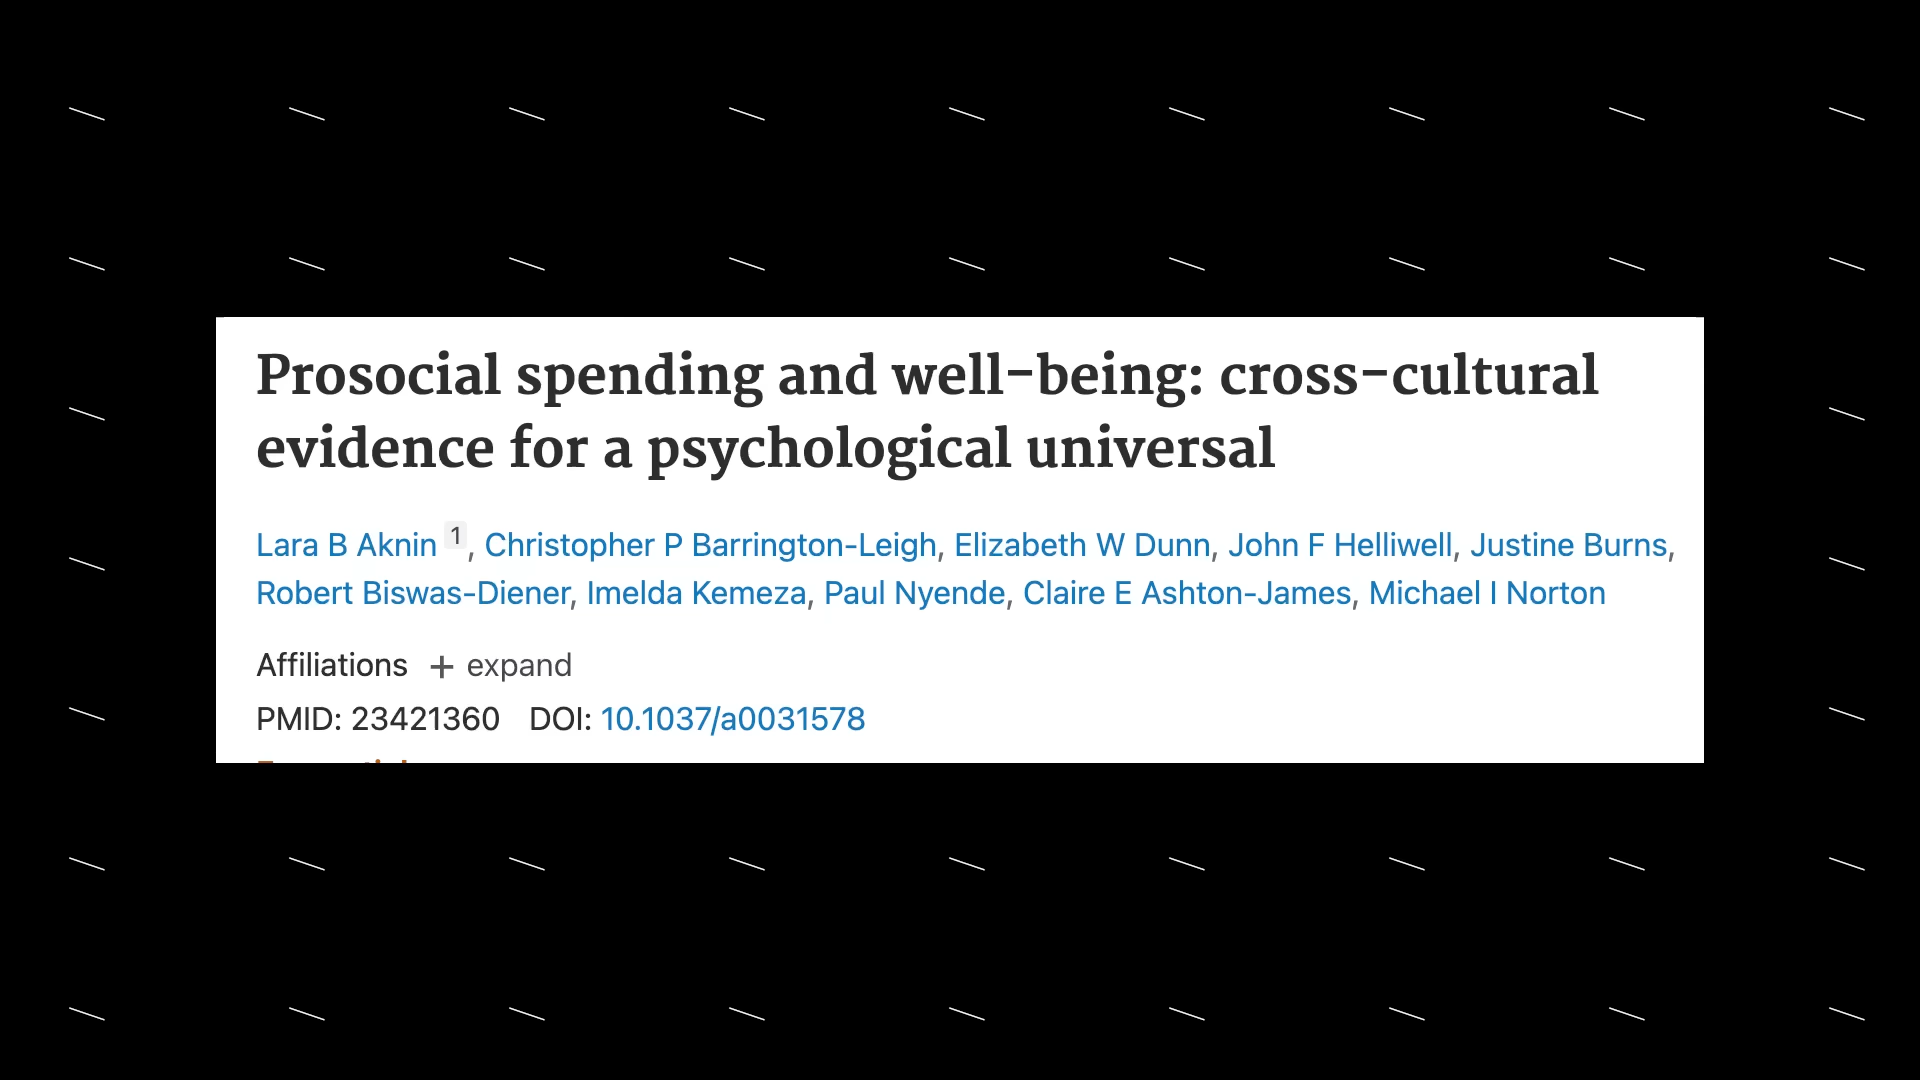 Prosocial spending and well-being: cross-cultural
evidence for a psychological universal
Lara B Aknin 1, Christopher P Barrington-Leigh, Elizabeth W Dunn, John F Helliwell, Justine Burns,
Robert Biswas-Diener, Imelda Kemeza, Paul Nyende, Claire E Ashton-James, Michael I Norton
Affiliations + expand
PMID: 23421360 DOI: 10.1037/a0031578